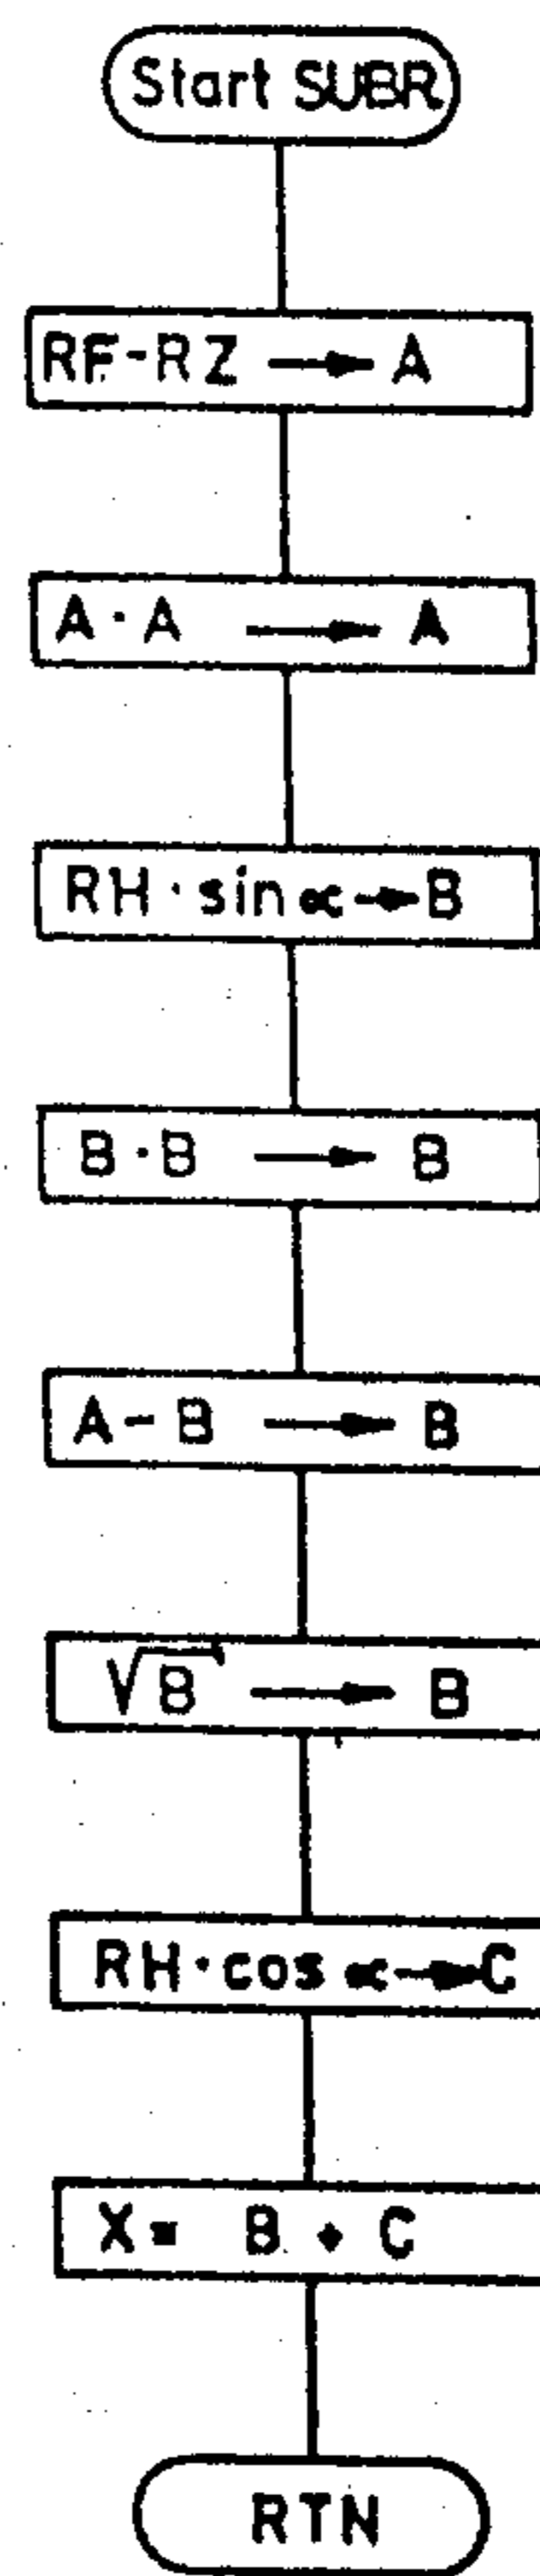 Start SUBR
RF-RZ → A
A·A → A
RH·sin ∝ → B
B·B → B
A-B → B
√B → B
RH·cos ∝ → C
X= B + C
RTN